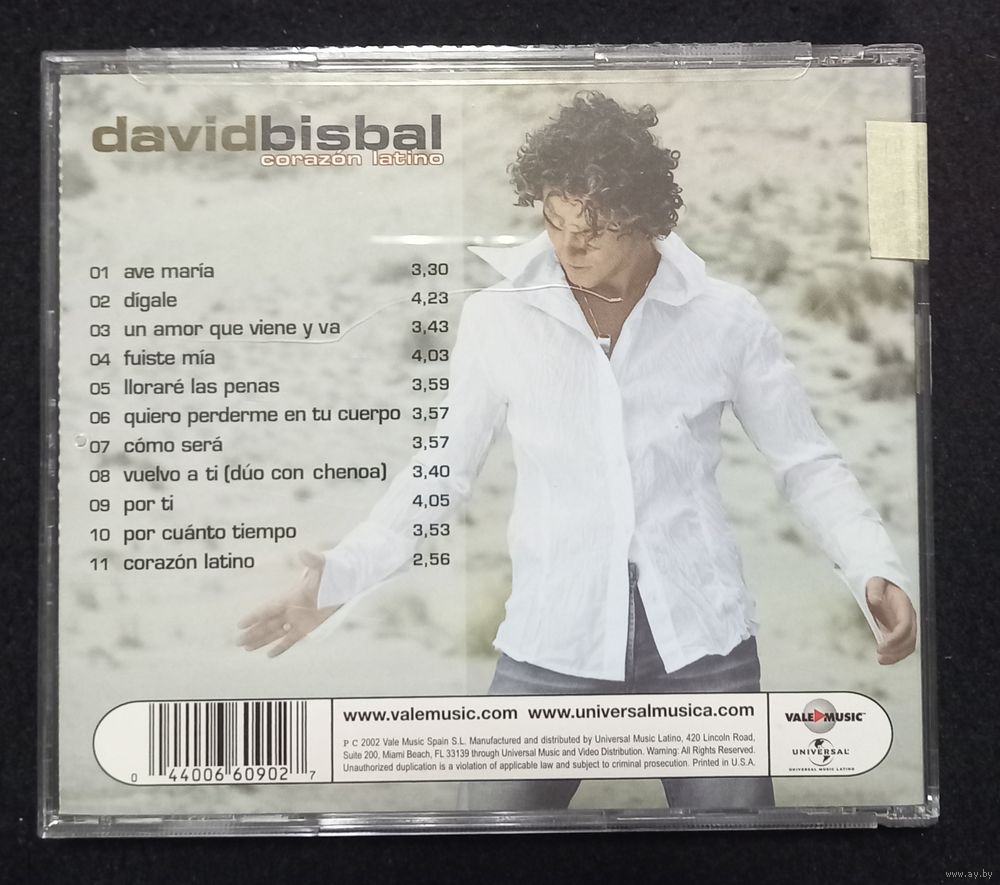 davidbisbal
corazón latino
01 ave maría 3,30
02 dígale 4,23
03 un amor que viene y va 3,43
04 fuiste mía 4,03
05 lloraré las penas 3,59
06 quiero perderme en tu cuerpo 3,57
07 cómo será 3,57
08 vuelvo a ti (dúo con chenoa) 3,40
09 por ti 4,05
10 por cuánto tiempo 3,53
11 corazón latino 2,56
0 44006 60902 7
www.valemusic.com www.universalmusica.com
P C 2002 Vale Music Spain S.L. Manufactured and distributed by Universal Music Latino, 420 Lincoln Road,
Suite 200, Miami Beach, FL 33139 through Universal Music and Video Distribution. Warning: All Rights Reserved.
Unauthorized duplication is a violation of applicable law and subject to criminal prosecution. Printed in U.S.A.
VALE MUSIC™
UNIVERSAL
UNIVERSAL MUSIC LATINO
www.ay.by